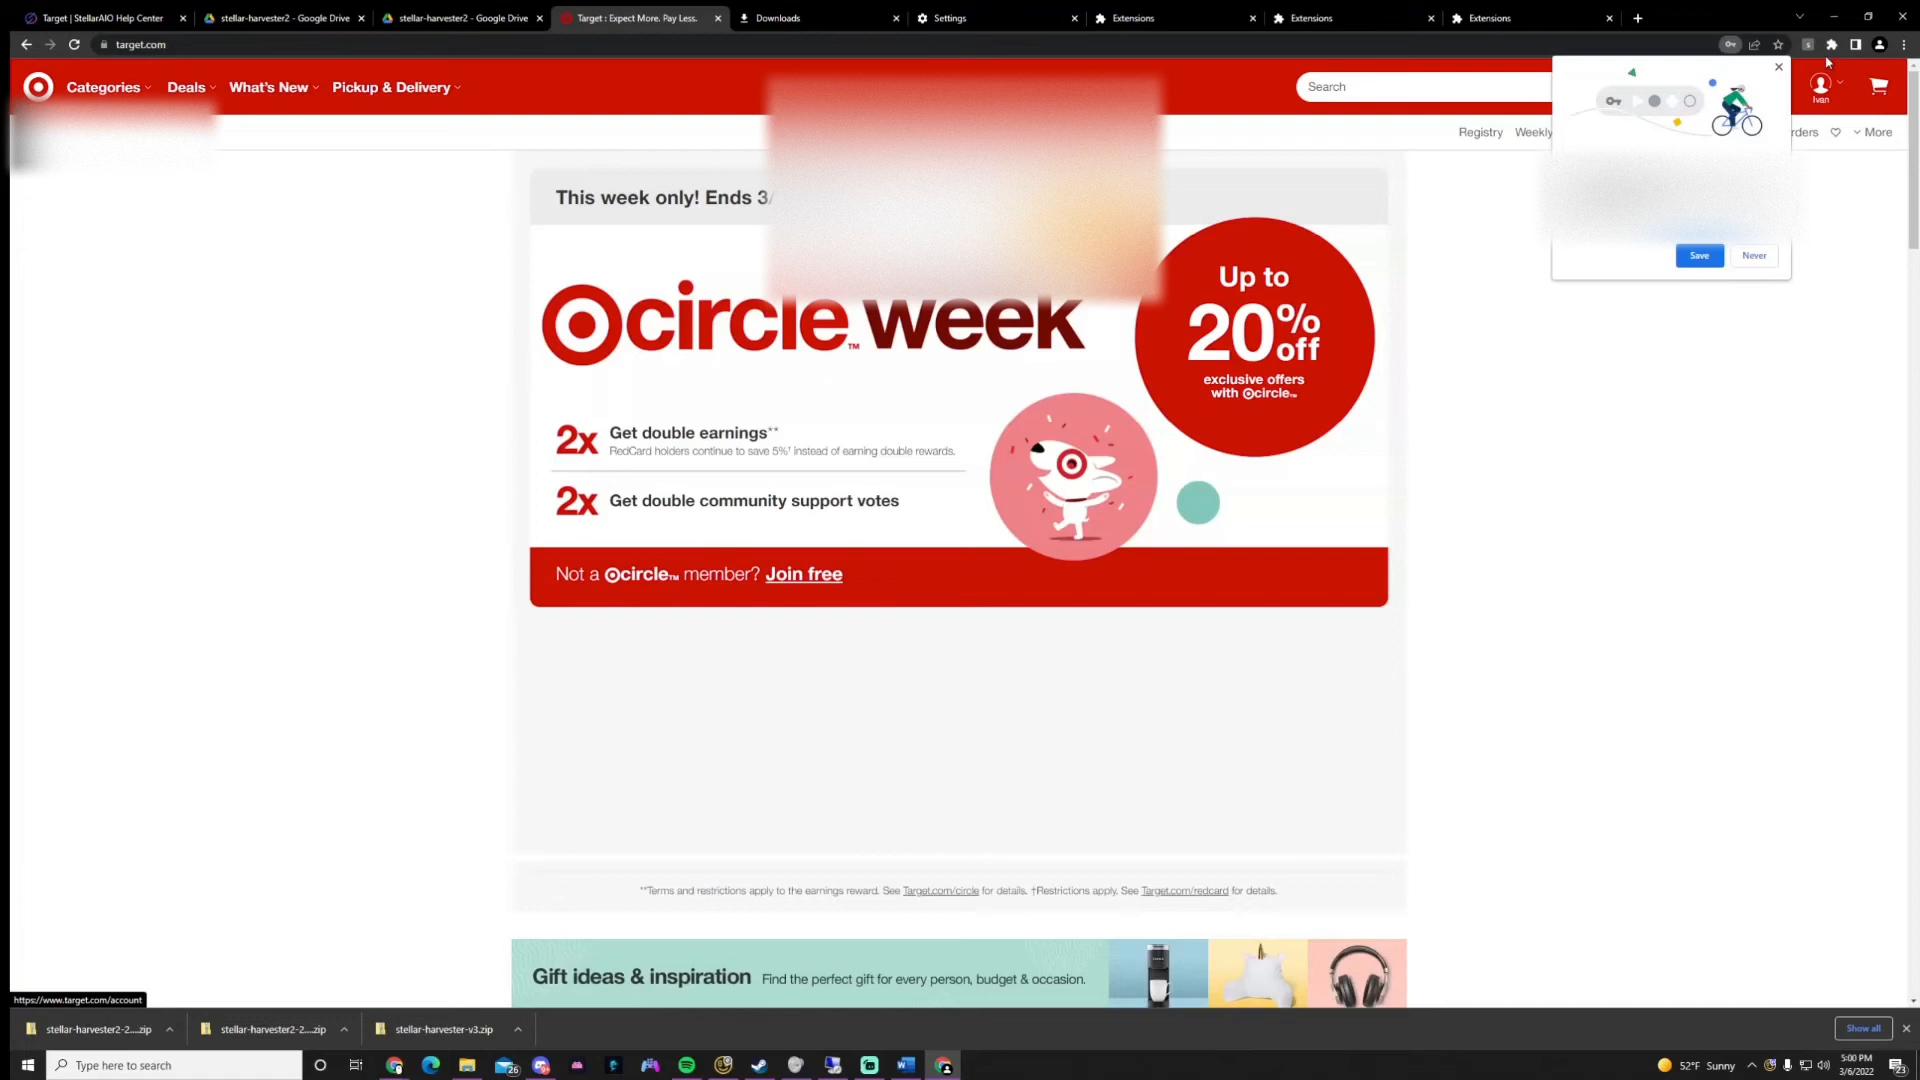 Target | StellarAIO Help Center
stellar-harvester2 - Google Drive
stellar-harvester2 - Google Drive
Target : Expect More. Pay Less.
Downloads
Settings
Extensions
Extensions
Extensions
target.com
Categories
Deals
What's New
Pickup & Delivery
Search
Ivan
Registry
Weekly
rders
More
Save
Never
This week only! Ends 3/
circle™ week
Up to
20% off
exclusive offers
with circle™
2x Get double earnings**
RedCard holders continue to save 5%† instead of earning double rewards.
2x Get double community support votes
Not a circle™ member? Join free
**Terms and restrictions apply to the earnings reward. See Target.com/circle for details. †Restrictions apply. See Target.com/redcard for details.
Gift ideas & inspiration Find the perfect gift for every person, budget & occasion.
https://www.target.com/account
stellar-harvester2-2....zip
stellar-harvester2-2....zip
stellar-harvester-v3.zip
Show all
Type here to search
26
52°F Sunny
5:00 PM
3/6/2022
23